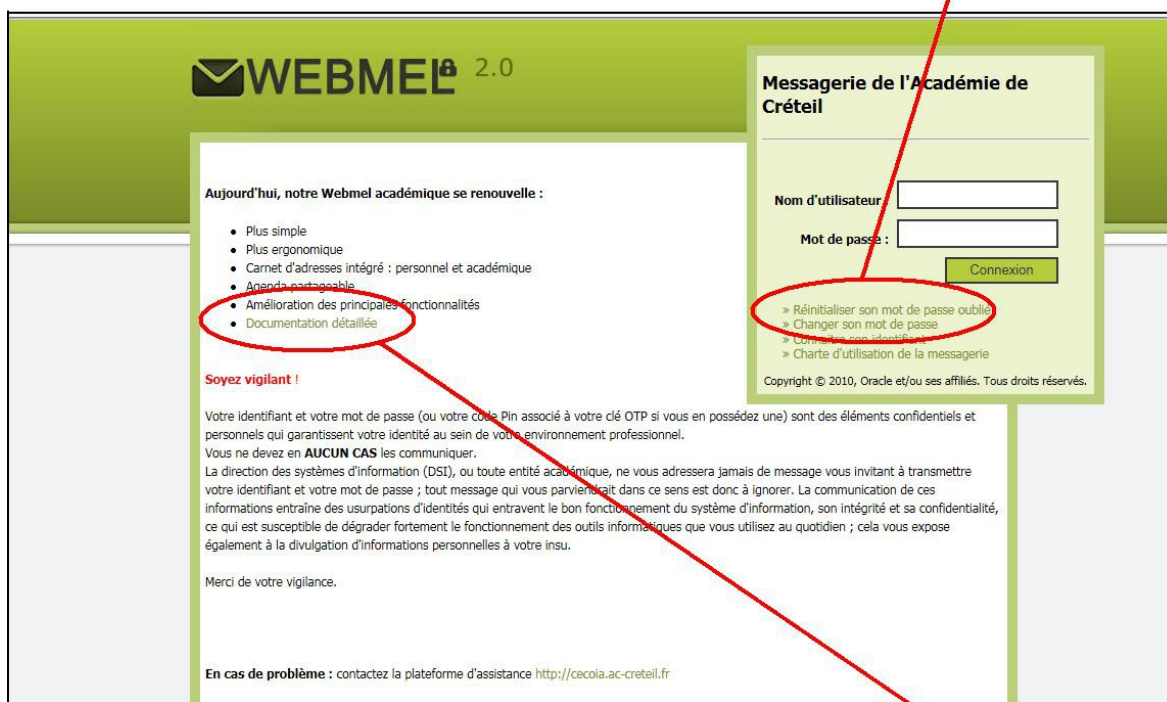 WEBMEL 2.0
Messagerie de l'Académie de
Créteil
Nom d'utilisateur :
Mot de passe :
Connexion
» Réinitialiser son mot de passe oublié
» Changer son mot de passe
» Connaître son identifiant
» Charte d'utilisation de la messagerie
Copyright © 2010, Oracle et/ou ses affiliés. Tous droits réservés.
Aujourd'hui, notre Webmel académique se renouvelle :
• Plus simple
• Plus ergonomique
• Carnet d'adresses intégré : personnel et académique
• Agenda partageable
• Amélioration des principales fonctionnalités
• Documentation détaillée
Soyez vigilant !
Votre identifiant et votre mot de passe (ou votre code Pin associé à votre clé OTP si vous en possédez une) sont des éléments confidentiels et
personnels qui garantissent votre identité au sein de votre environnement professionnel.
Vous ne devez en AUCUN CAS les communiquer.
La direction des systèmes d'information (DSI), ou toute entité académique, ne vous adressera jamais de message vous invitant à transmettre
votre identifiant et votre mot de passe ; tout message qui vous parviendrait dans ce sens est donc à ignorer. La communication de ces
informations entraîne des usurpations d'identités qui entravent le bon fonctionnement du système d'information, son intégrité et sa confidentialité,
ce qui est susceptible de dégrader fortement le fonctionnement des outils informatiques que vous utilisez au quotidien ; cela vous expose
également à la divulgation d'informations personnelles à votre insu.
Merci de votre vigilance.
En cas de problème : contactez la plateforme d'assistance http://cecoia.ac-creteil.fr